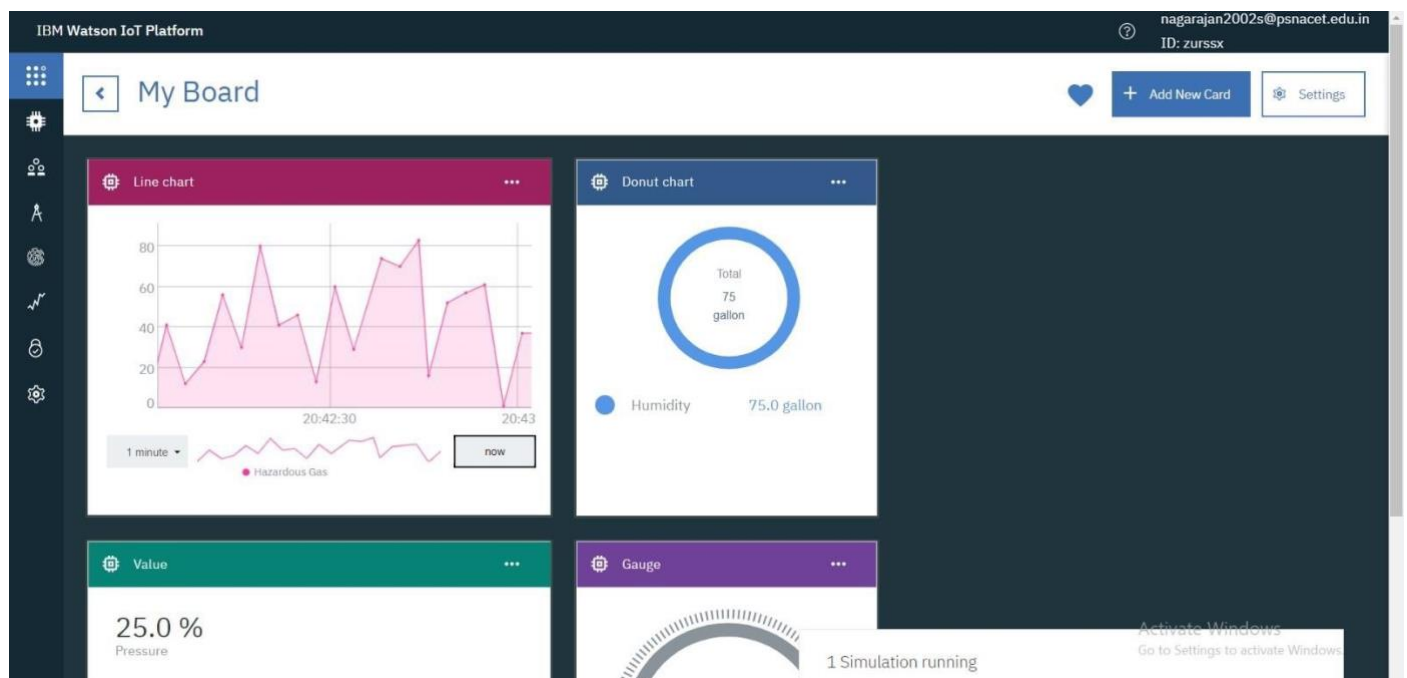 IBM Watson IoT Platform
nagarajan2002s@psnacet.edu.in
ID: zurssx
My Board
+ Add New Card
Settings
Line chart
80
60
40
20
0
20:42:30
20:43
1 minute
now
Hazardous Gas
Donut chart
Total
75
gallon
Humidity 75.0 gallon
Value
25.0 %
Pressure
Gauge
1 Simulation running
Activate Windows
Go to Settings to activate Windows.